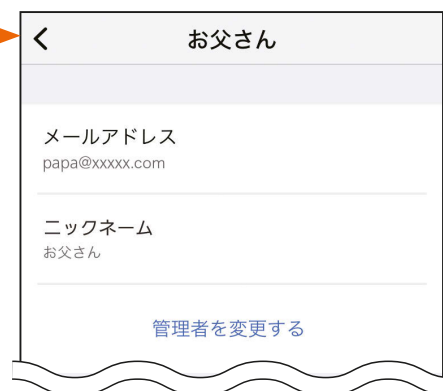 お父さん
メールアドレス
papa@xxxxx.com
ニックネーム
お父さん
管理者を変更する